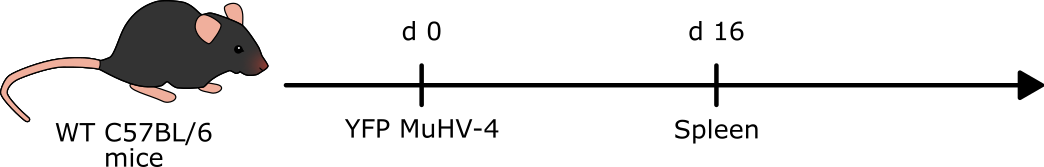 d 0
d 16
WT C57BL/6
mice
YFP MuHV-4
Spleen